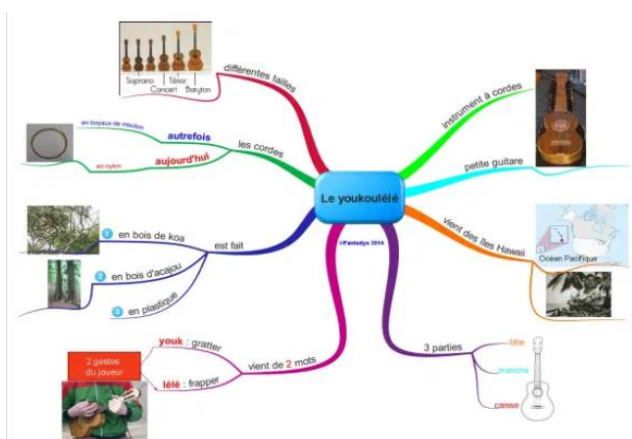 Soprano Ténor
Concert Baryton
différentes tailles
en boyaux de mouton
autrefois
les cordes
aujourd'hui
en nylon
1 en bois de koa
est fait
2 en bois d'acajou
3 en plastique
youk : gratter
2 gestes
du joueur
vient de 2 mots
lélé : frapper
Le youkoulélé
©Fantadys 2014
instrument à cordes
petite guitare
vient des îles Hawaii
Océan Pacifique
3 parties
tête
manche
caisse